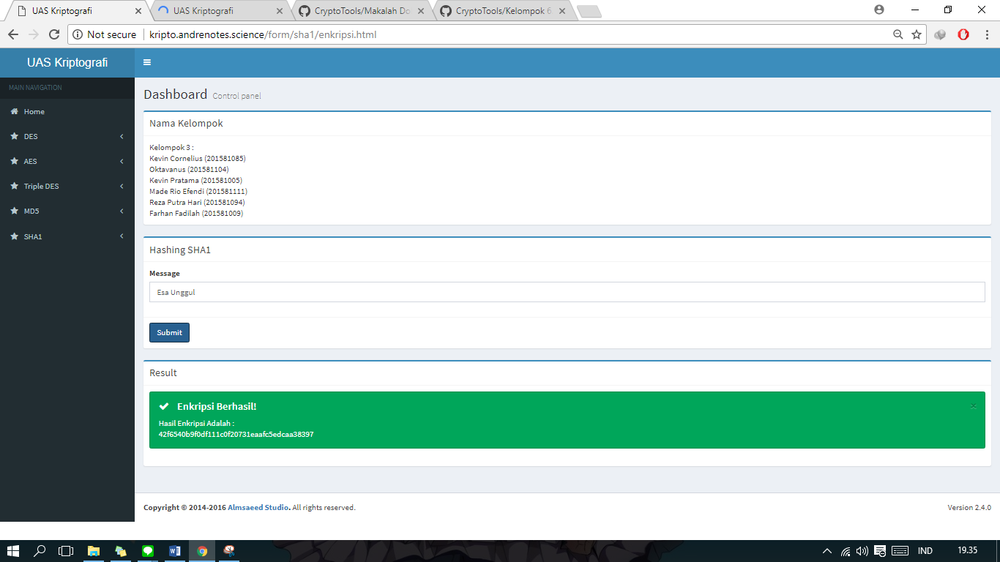 UAS Kriptografi
UAS Kriptografi
CryptoTools/Makalah Do
CryptoTools/Kelompok 6
Not secure
kripto.andrenotes.science/form/sha1/enkripsi.html
UAS Kriptografi
MAIN NAVIGATION
Home
DES
AES
Triple DES
MD5
SHA1
Dashboard Control panel
Nama Kelompok
Kelompok 3 :
Kevin Cornelius (201581085)
Oktavanus (201581104)
Kevin Pratama (201581005)
Made Rio Efendi (201581111)
Reza Putra Hari (201581094)
Farhan Fadilah (201581009)
Hashing SHA1
Message
Esa Unggul
Submit
Result
Enkripsi Berhasil!
Hasil Enkripsi Adalah :
42f6540b9f0df111c0f20731eaafc5edcaa38397
Copyright © 2014-2016 Almsaeed Studio. All rights reserved.
Version 2.4.0
IND
19.35